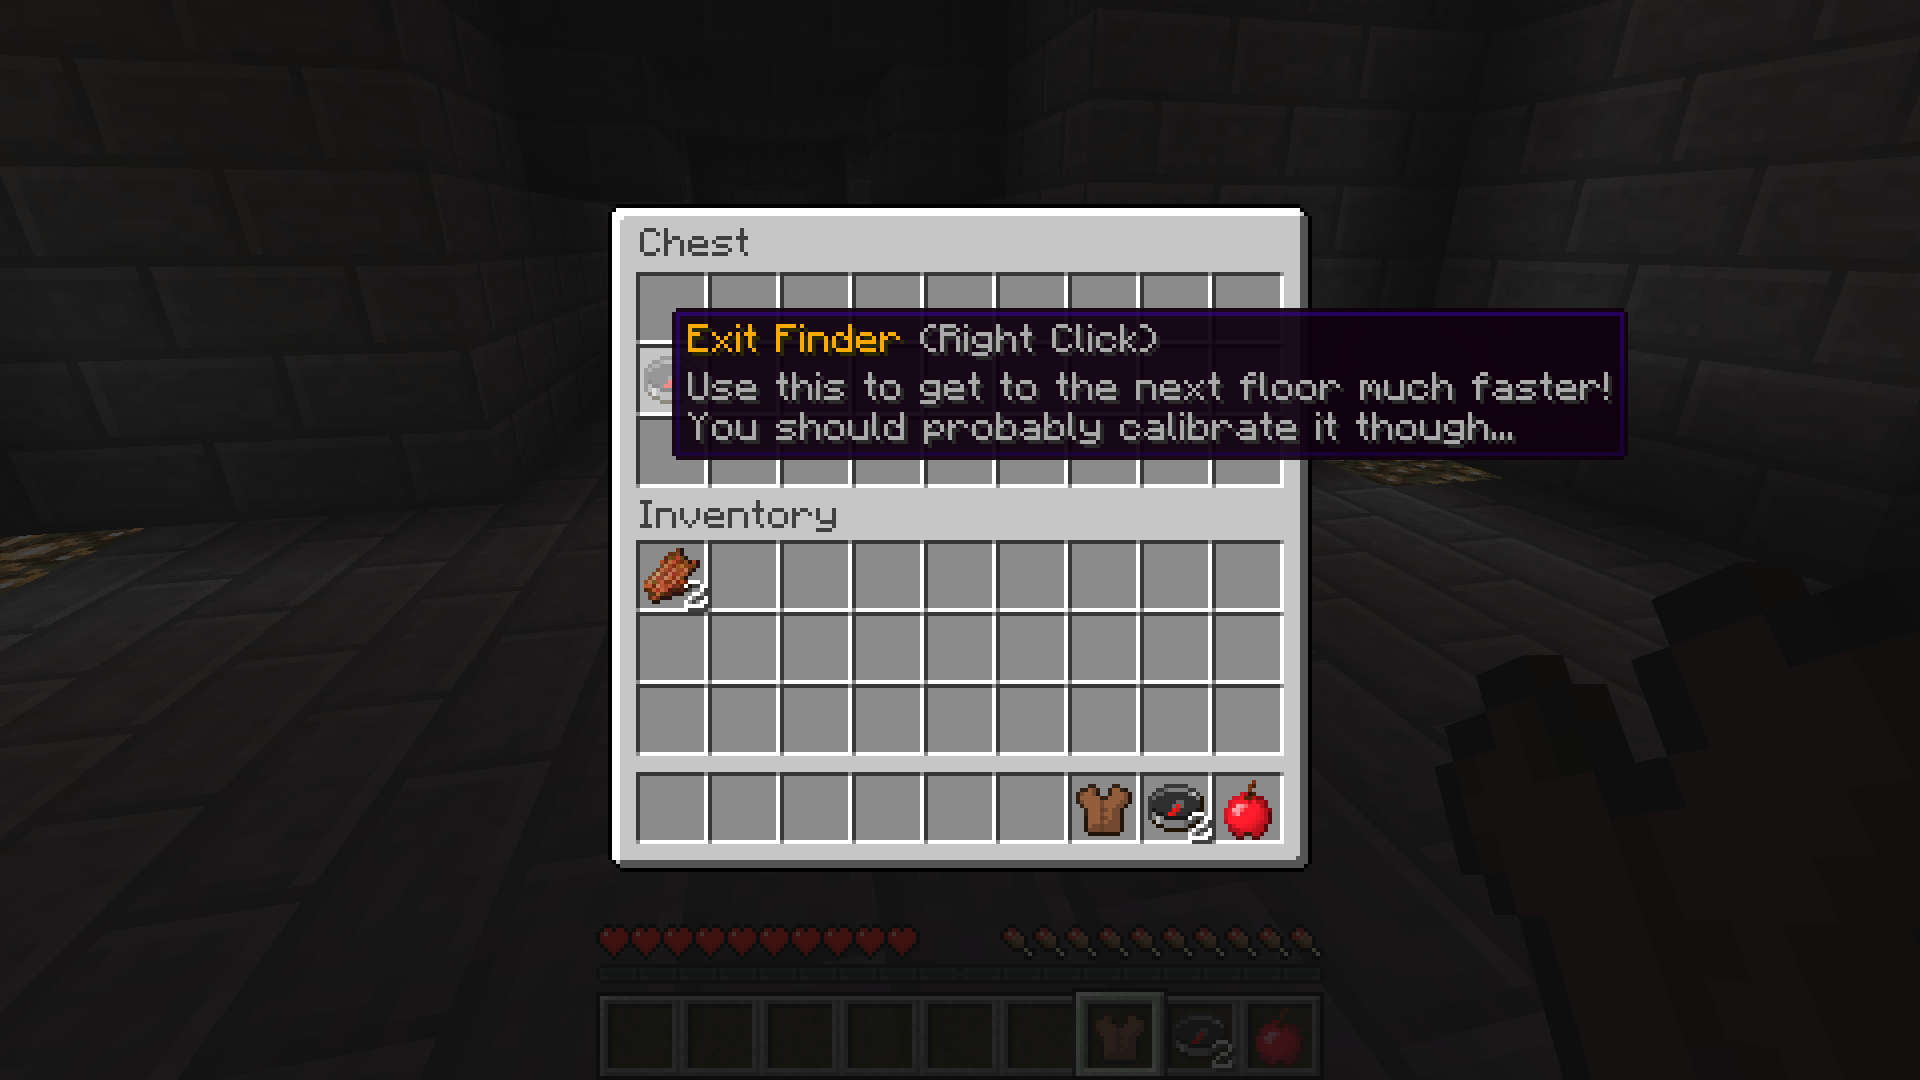 Chest
Exit Finder (Right Click)
Use this to get to the next floor much faster!
You should probably calibrate it though...
Inventory
2
2
2